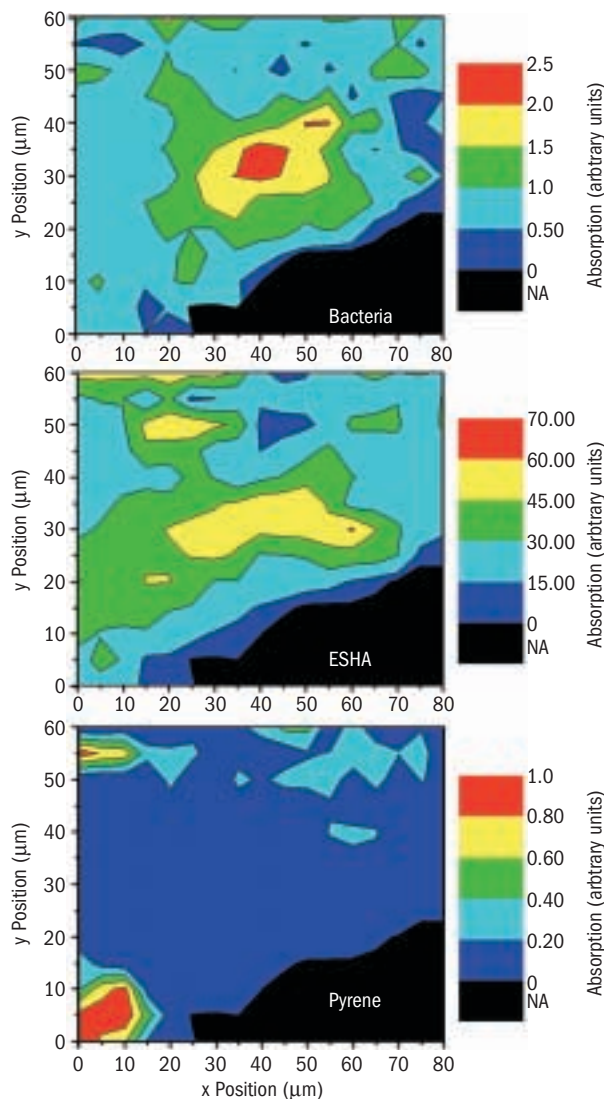 60
50
40
30
20
10
0
y Position (μm)
0 10 20 30 40 50 60 70 80
Bacteria
2.5
2.0
1.5
1.0
0.50
0
NA
Absorption (arbtrary units)
60
50
40
30
20
10
0
y Position (μm)
0 10 20 30 40 50 60 70 80
ESHA
70.00
60.00
45.00
30.00
15.00
0
NA
Absorption (arbtrary units)
60
50
40
30
20
10
0
y Position (μm)
0 10 20 30 40 50 60 70 80
x Position (μm)
Pyrene
1.0
0.80
0.60
0.40
0.20
0
NA
Absorption (arbtrary units)